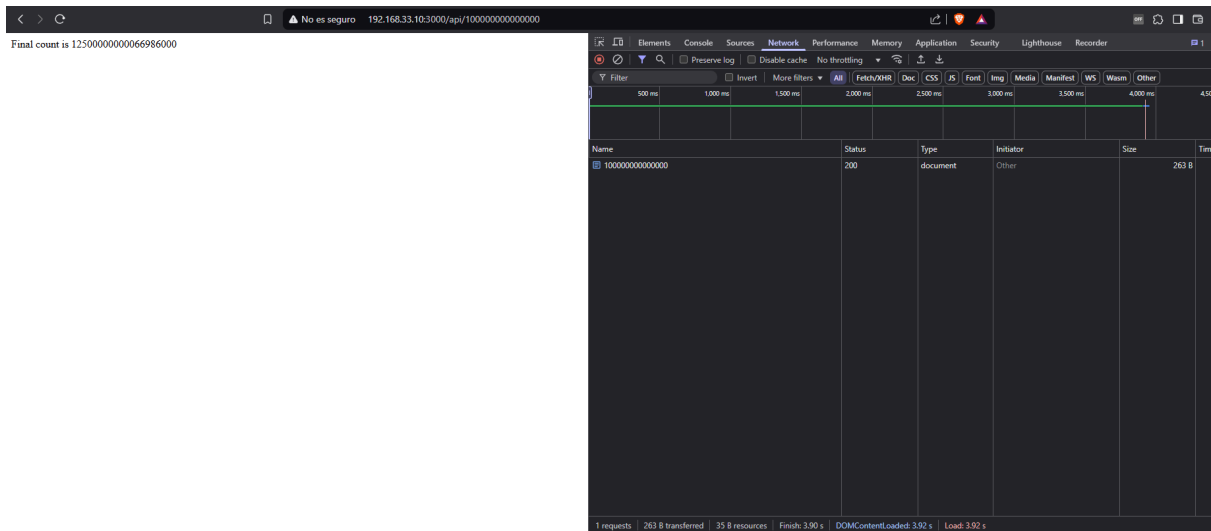 No es seguro 192.168.33.10:3000/api/100000000000000
Final count is 12500000000066986000
Elements Console Sources Network Performance Memory Application Security Lighthouse Recorder 1
Preserve log Disable cache No throttling
Filter Invert More filters All Fetch/XHR Doc CSS JS Font Img Media Manifest WS Wasm Other
500 ms 1,000 ms 1,500 ms 2,000 ms 2,500 ms 3,000 ms 3,500 ms 4,000 ms 4,50
Name Status Type Initiator Size Tim
100000000000000 200 document Other 263 B
1 requests 263 B transferred 35 B resources Finish: 3.90 s DOMContentLoaded: 3.92 s Load: 3.92 s